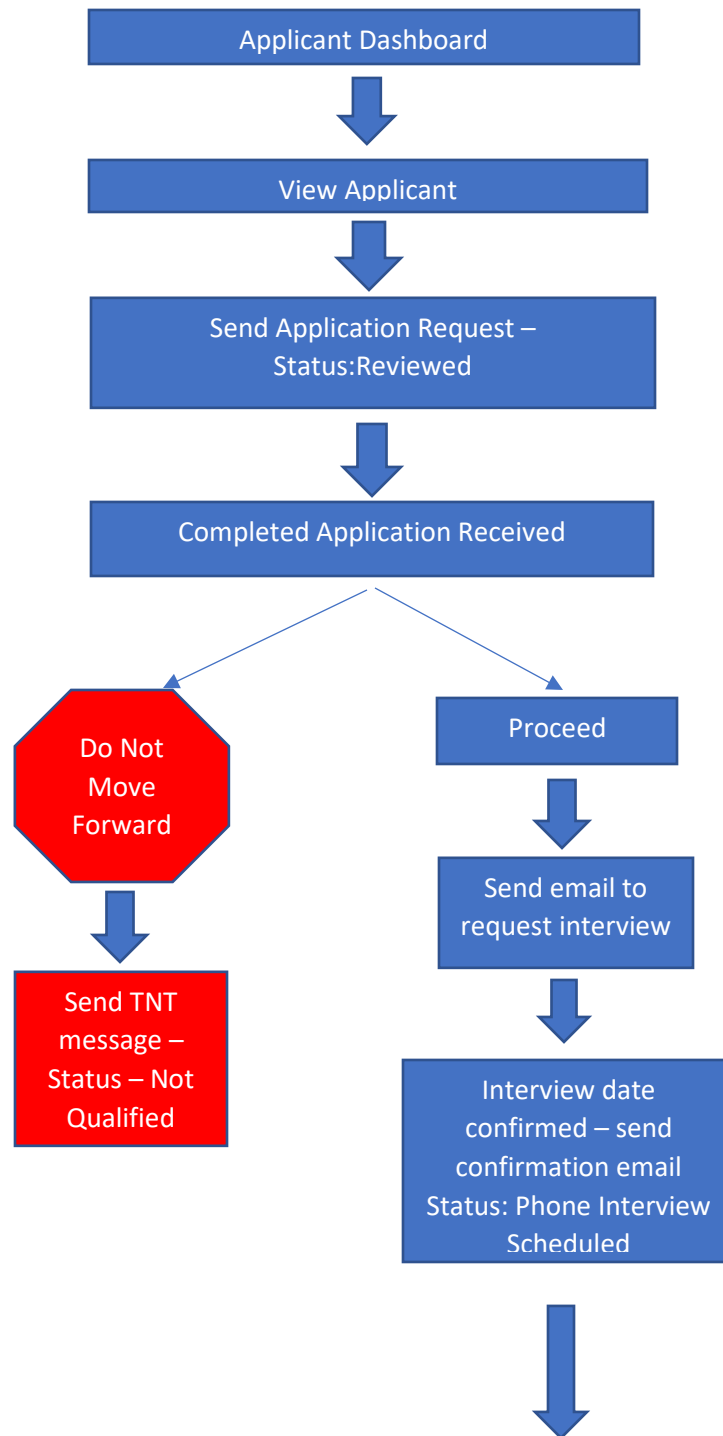 Applicant Dashboard
View Applicant
Send Application Request –
Status:Reviewed
Completed Application Received
Do Not
Move
Forward
Send TNT
message –
Status – Not
Qualified
Proceed
Send email to
request interview
Interview date
confirmed – send
confirmation email
Status: Phone Interview
Scheduled